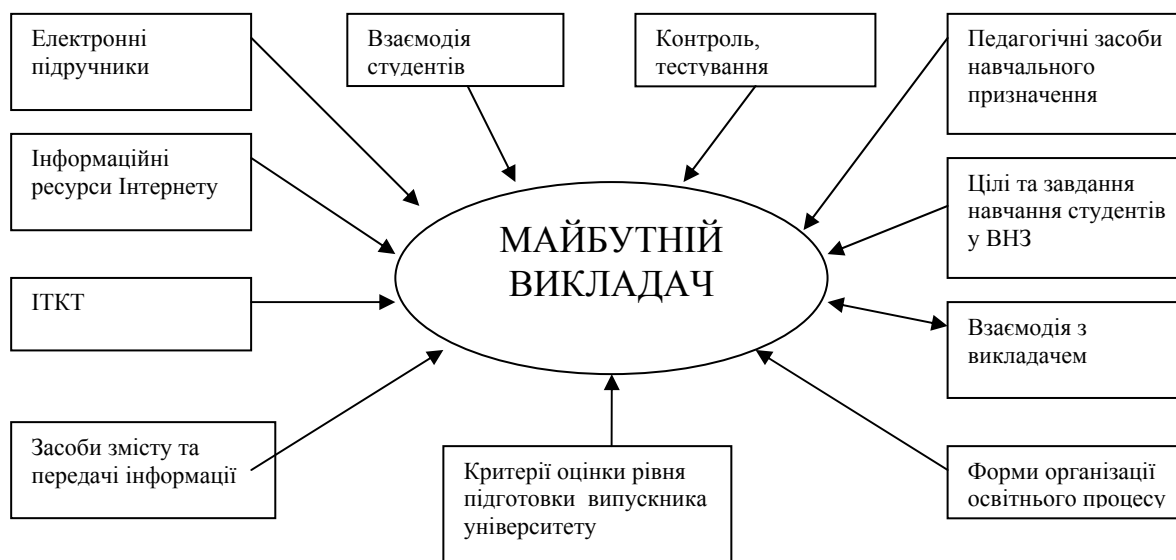 Електронні
підручники
Взаємодія
студентів
Контроль,
тестування
Педагогічні засоби
навчального
призначення
Інформаційні
ресурси Інтернету
Цілі та завдання
навчання студентів
у ВНЗ
МАЙБУТНІЙ
ВИКЛАДАЧ
ІТКТ
Взаємодія з
викладачем
Засоби змісту та
передачі інформації
Критерії оцінки рівня
підготовки випускника
університету
Форми організації
освітнього процесу